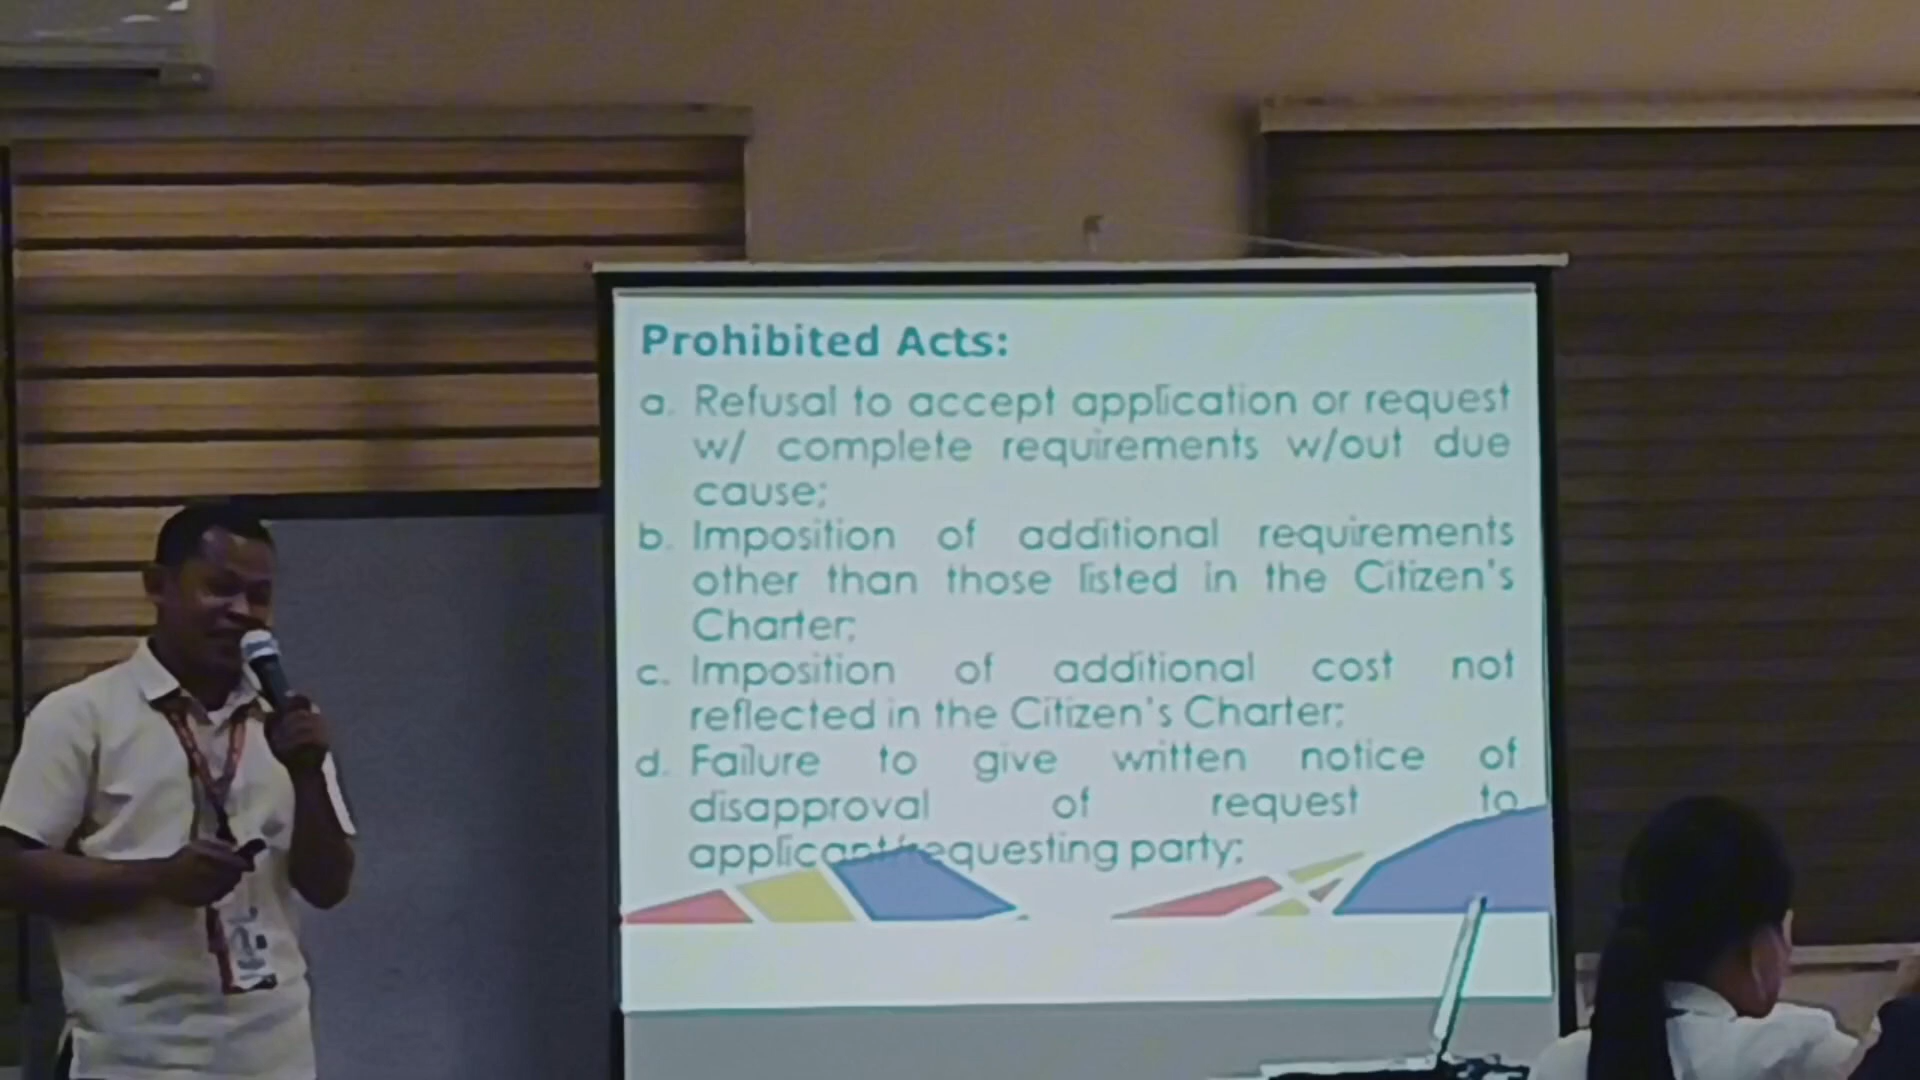 Prohibited Acts:
a. Refusal to accept application or request
w/ complete requirements w/out due
cause;
b. Imposition of additional requirements
other than those listed in the Citizen's
Charter;
c. Imposition of additional cost not
reflected in the Citizen's Charter;
d. Failure to give written notice of
disapproval of request to
applicant/requesting party;